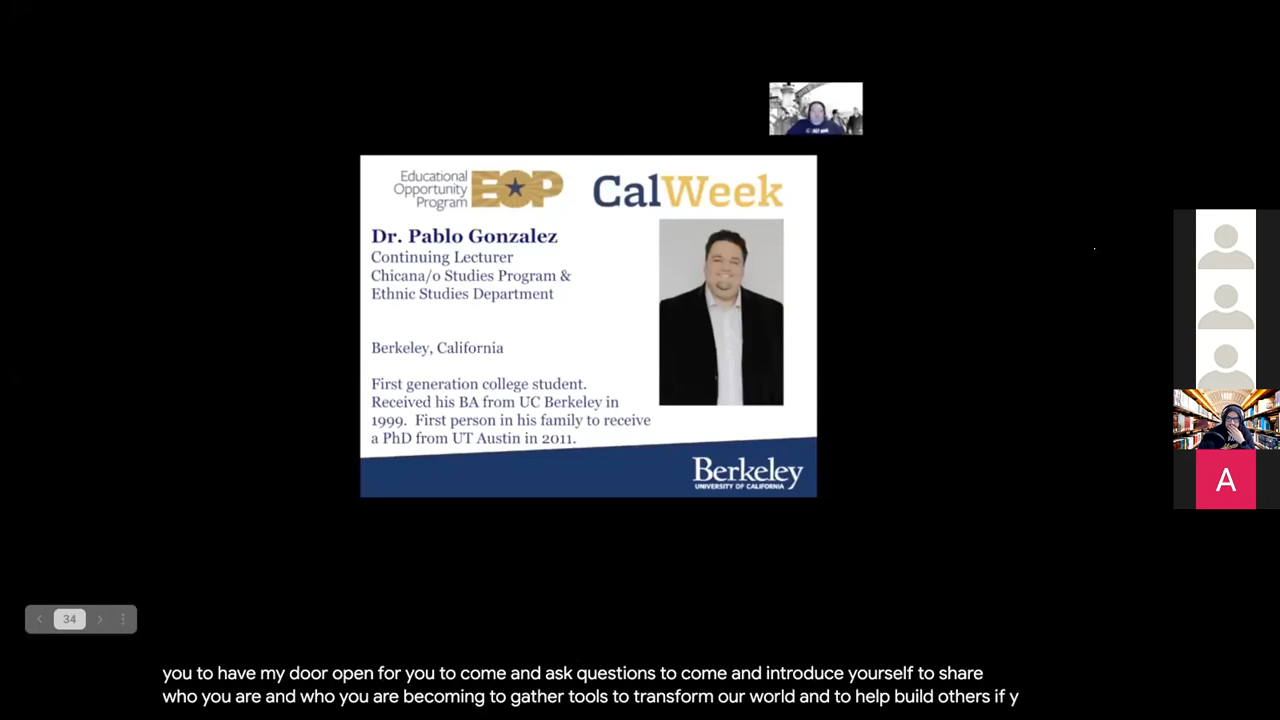 Educational
Opportunity
Program
EOP
CalWeek
Dr. Pablo Gonzalez
Continuing Lecturer
Chicana/o Studies Program &
Ethnic Studies Department
Berkeley, California
First generation college student.
Received his BA from UC Berkeley in
1999. First person in his family to receive
a PhD from UT Austin in 2011.
Berkeley
UNIVERSITY OF CALIFORNIA
A
34
you to have my door open for you to come and ask questions to come and introduce yourself to share
who you are and who you are becoming to gather tools to transform our world and to help build others if y